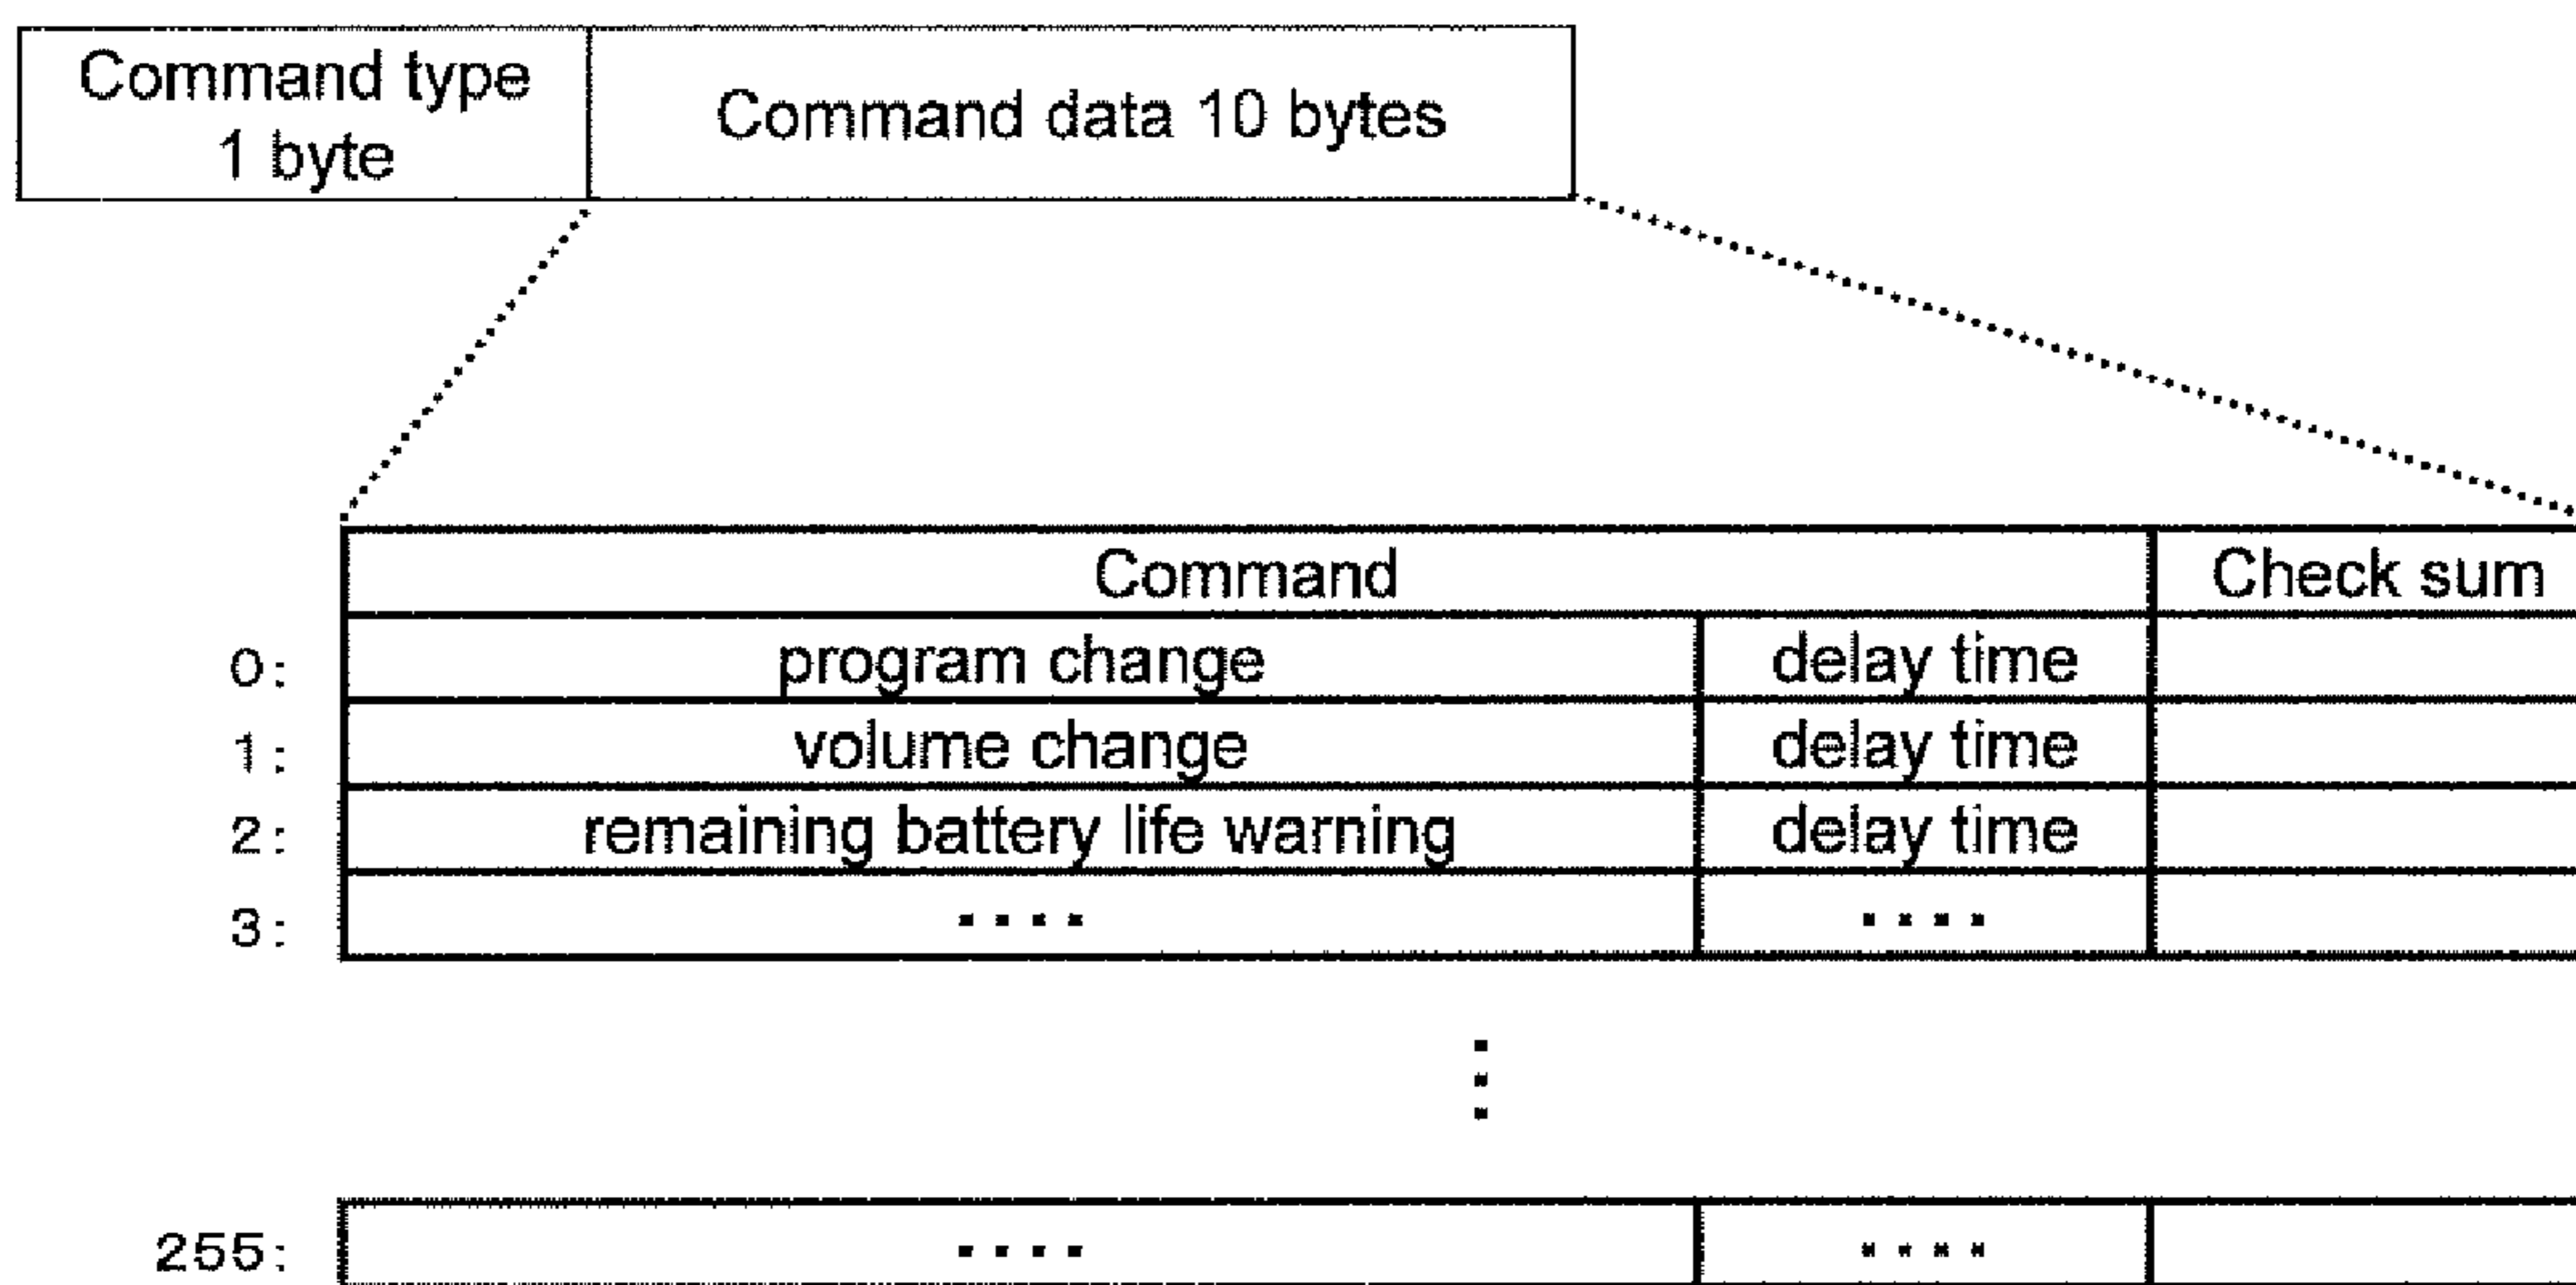 Command type
1 byte
Command data 10 bytes
Command Check sum
0: program change delay time
1: volume change delay time
2: remaining battery life warning delay time
3: .... ....
255: .... ....